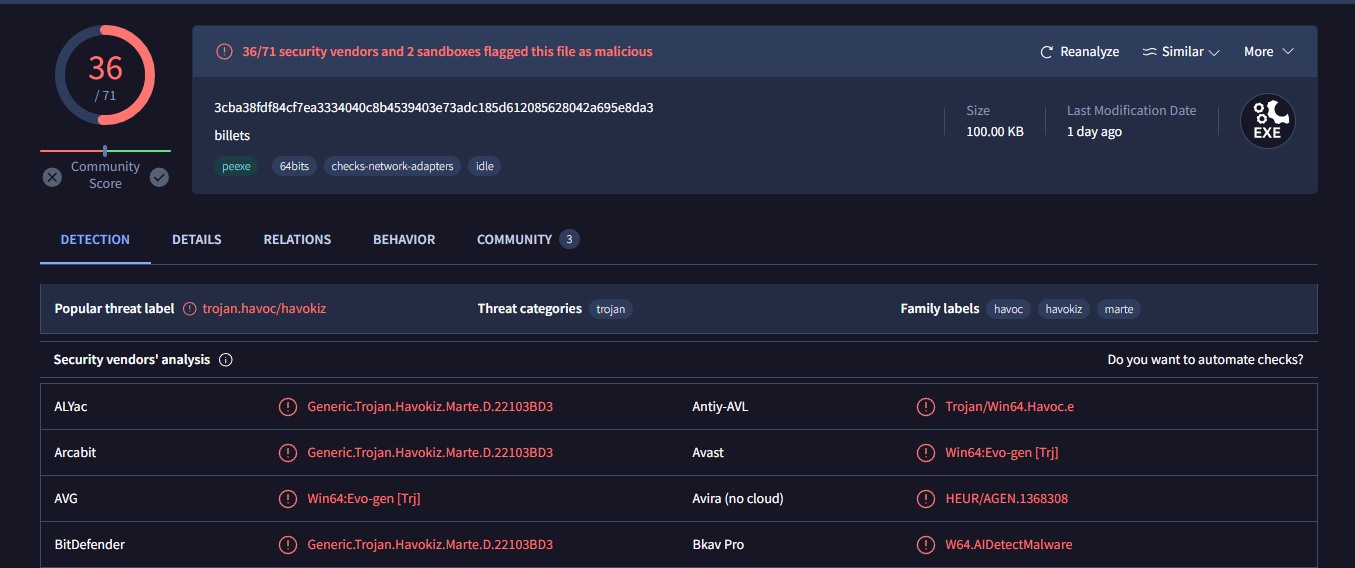 36
/ 71
Community
Score
36/71 security vendors and 2 sandboxes flagged this file as malicious
Reanalyze Similar More
3cba38fdf84cf7ea3334040c8b4539403e73adc185d612085628042a695e8da3
billets
peexe 64bits checks-network-adapters idle
Size
100.00 KB
Last Modification Date
1 day ago
EXE
DETECTION DETAILS RELATIONS BEHAVIOR COMMUNITY 3
Popular threat label trojan.havoc/havokiz Threat categories trojan Family labels havoc havokiz marte
Security vendors' analysis Do you want to automate checks?
ALYac Generic.Trojan.Havokiz.Marte.D.22103BD3 Antiy-AVL Trojan/Win64.Havoc.e
Arcabit Generic.Trojan.Havokiz.Marte.D.22103BD3 Avast Win64:Evo-gen [Trj]
AVG Win64:Evo-gen [Trj] Avira (no cloud) HEUR/AGEN.1368308
BitDefender Generic.Trojan.Havokiz.Marte.D.22103BD3 Bkav Pro W64.AIDetectMalware